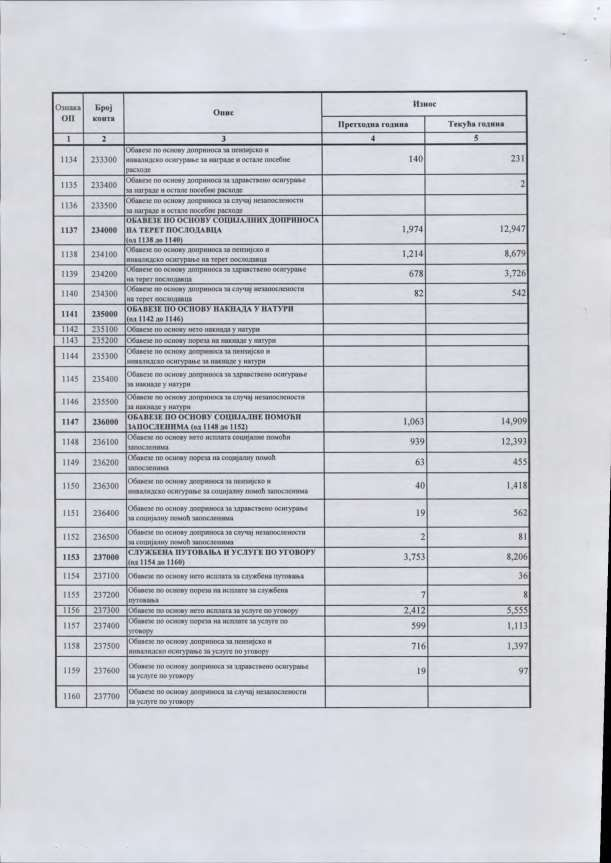 Ознака ОП Број конта Опис Износ
Претходна година Текућа година
1 2 3 4 5
1134 233300 Обавезе по основу доприноса за пензијско и
инвалидско осигурање за награде и остале посебне
расходе 140 231
1135 233400 Обавезе по основу доприноса за здравствено осигурање
за награде и остале посебне расходе 2
1136 233500 Обавезе по основу доприноса за случај незапослености
за награде и остале посебне расходе
1137 234000 ОБАВЕЗЕ ПО ОСНОВУ СОЦИЈАЛНИХ ДОПРИНОСА
НА ТЕРЕТ ПОСЛОДАВЦА
(од 1138 до 1140) 1,974 12,947
1138 234100 Обавезе по основу доприноса за пензијско и
инвалидско осигурање на терет послодавца 1,214 8,679
1139 234200 Обавезе по основу доприноса за здравствено осигурање
на терет послодавца 678 3,726
1140 234300 Обавезе по основу доприноса за случај незапослености
на терет послодавца 82 542
1141 235000 ОБАВЕЗЕ ПО ОСНОВУ НАКНАДА У НАТУРИ
(од 1142 до 1146)
1142 235100 Обавезе по основу нето накнада у натури
1143 235200 Обавезе по основу пореза на накнаде у натури
1144 235300 Обавезе по основу доприноса за пензијско и
инвалидско осигурање за накнаде у натури
1145 235400 Обавезе по основу доприноса за здравствено осигурање
за накнаде у натури
1146 235500 Обавезе по основу доприноса за случај незапослености
за накнаде у натури
1147 236000 ОБАВЕЗЕ ПО ОСНОВУ СОЦИЈАЛНЕ ПОМОЋИ
ЗАПОСЛЕНИМА (од 1148 до 1152) 1,063 14,909
1148 236100 Обавезе по основу нето исплата социјалне помоћи
запосленима 939 12,393
1149 236200 Обавезе по основу пореза на социјалну помоћ
запосленима 63 455
1150 236300 Обавезе по основу доприноса за пензијско и
инвалидско осигурање за социјалну помоћ запосленима 40 1,418
1151 236400 Обавезе по основу доприноса за здравствено осигурање
за социјалну помоћ запосленима 19 562
1152 236500 Обавезе по основу доприноса за случај незапослености
за социјалну помоћ запосленима 2 81
1153 237000 СЛУЖБЕНА ПУТОВАЊА И УСЛУГЕ ПО УГОВОРУ
(од 1154 до 1160) 3,753 8,206
1154 237100 Обавезе по основу нето исплата за службена путовања 36
1155 237200 Обавезе по основу пореза на исплате за службена
путовања 7 8
1156 237300 Обавезе по основу нето исплата за услуге по уговору 2,412 5,555
1157 237400 Обавезе по основу пореза на исплате за услуге по
уговору 599 1,113
1158 237500 Обавезе по основу доприноса за пензијско и
инвалидско осигурање за услуге по уговору 716 1,397
1159 237600 Обавезе по основу доприноса за здравствено осигурање
за услуге по уговору 19 97
1160 237700 Обавезе по основу доприноса за случај незапослености
за услуге по уговору